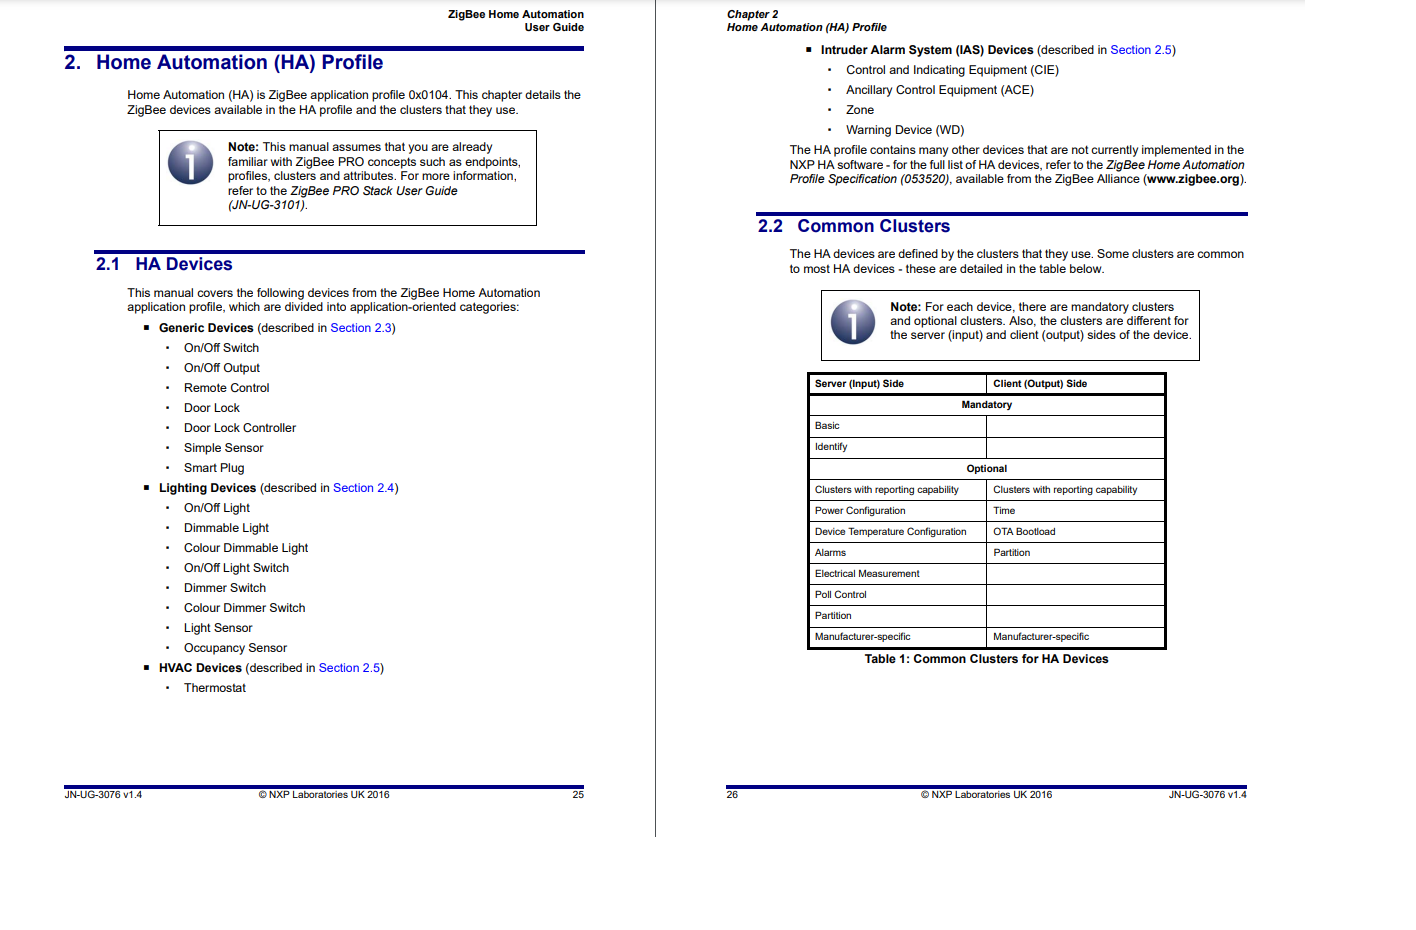 ZigBee Home Automation
User Guide
2. Home Automation (HA) Profile
Home Automation (HA) is ZigBee application profile 0x0104. This chapter details the
ZigBee devices available in the HA profile and the clusters that they use.
Note: This manual assumes that you are already
familiar with ZigBee PRO concepts such as endpoints,
profiles, clusters and attributes. For more information,
refer to the ZigBee PRO Stack User Guide
(JN-UG-3101).
2.1 HA Devices
This manual covers the following devices from the ZigBee Home Automation
application profile, which are divided into application-oriented categories:
▪ Generic Devices (described in Section 2.3)
· On/Off Switch
· On/Off Output
· Remote Control
· Door Lock
· Door Lock Controller
· Simple Sensor
· Smart Plug
▪ Lighting Devices (described in Section 2.4)
· On/Off Light
· Dimmable Light
· Colour Dimmable Light
· On/Off Light Switch
· Dimmer Switch
· Colour Dimmer Switch
· Light Sensor
· Occupancy Sensor
▪ HVAC Devices (described in Section 2.5)
· Thermostat
JN-UG-3076 v1.4 © NXP Laboratories UK 2016 25
Chapter 2
Home Automation (HA) Profile
▪ Intruder Alarm System (IAS) Devices (described in Section 2.5)
· Control and Indicating Equipment (CIE)
· Ancillary Control Equipment (ACE)
· Zone
· Warning Device (WD)
The HA profile contains many other devices that are not currently implemented in the
NXP HA software - for the full list of HA devices, refer to the ZigBee Home Automation
Profile Specification (053520), available from the ZigBee Alliance (www.zigbee.org).
2.2 Common Clusters
The HA devices are defined by the clusters that they use. Some clusters are common
to most HA devices - these are detailed in the table below.
Note: For each device, there are mandatory clusters
and optional clusters. Also, the clusters are different for
the server (input) and client (output) sides of the device.
Server (Input) Side Client (Output) Side
Mandatory
Basic
Identify
Optional
Clusters with reporting capability Clusters with reporting capability
Power Configuration Time
Device Temperature Configuration OTA Bootload
Alarms Partition
Electrical Measurement
Poll Control
Partition
Manufacturer-specific Manufacturer-specific
Table 1: Common Clusters for HA Devices
26 © NXP Laboratories UK 2016 JN-UG-3076 v1.4